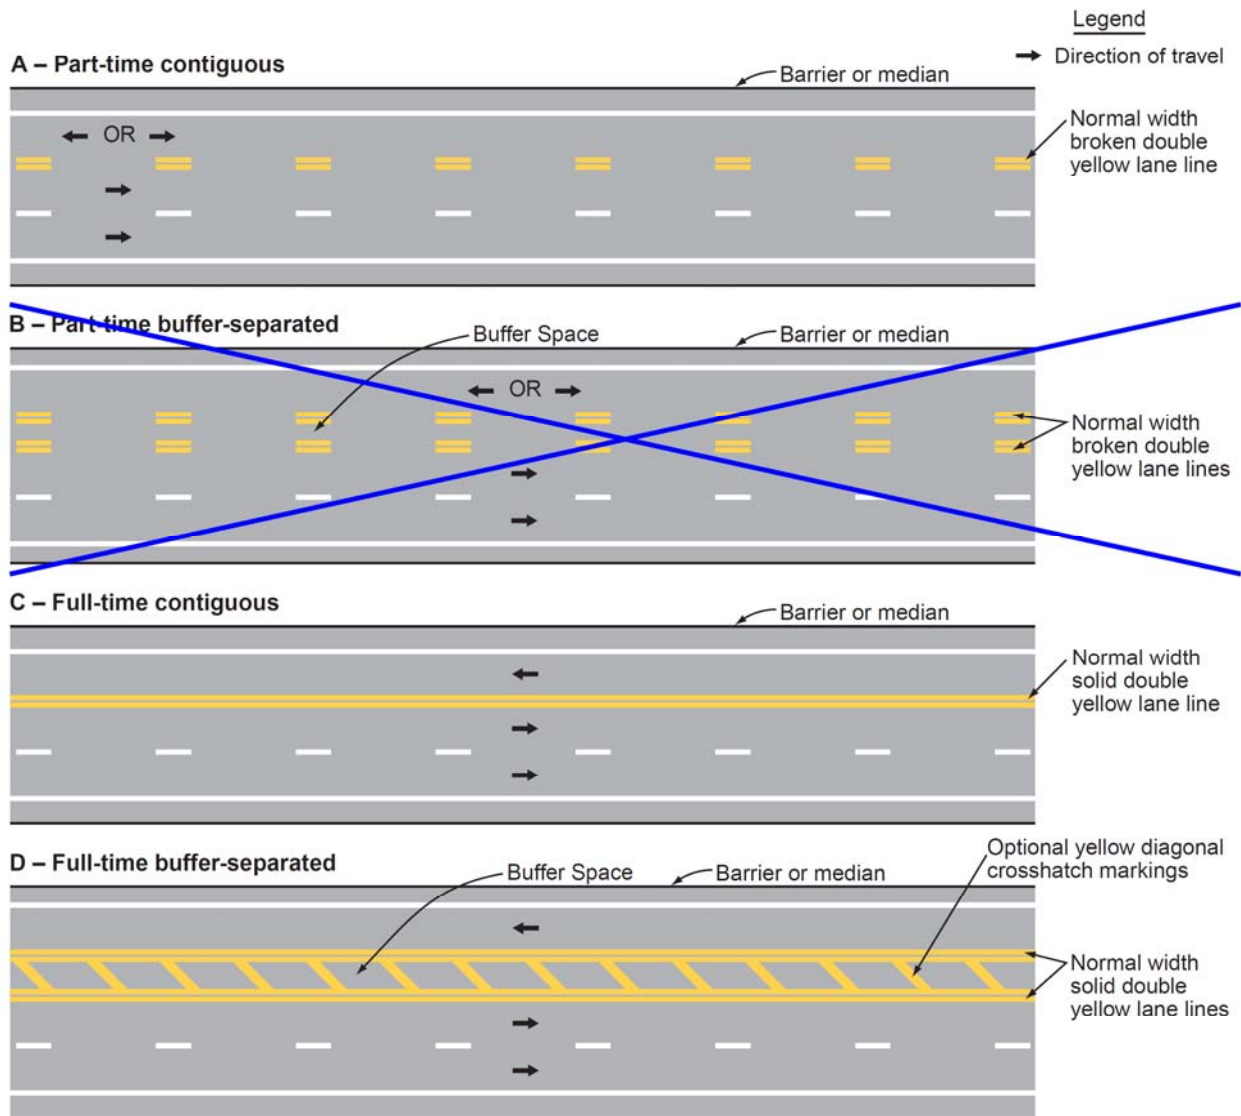 Legend
Direction of travel
A – Part-time contiguous
Barrier or median
OR
Normal width
broken double
yellow lane line
B – Part-time buffer-separated
Buffer Space
Barrier or median
OR
Normal width
broken double
yellow lane lines
C – Full-time contiguous
Barrier or median
Normal width
solid double
yellow lane line
D – Full-time buffer-separated
Buffer Space
Barrier or median
Optional yellow diagonal
crosshatch markings
Normal width
solid double
yellow lane lines